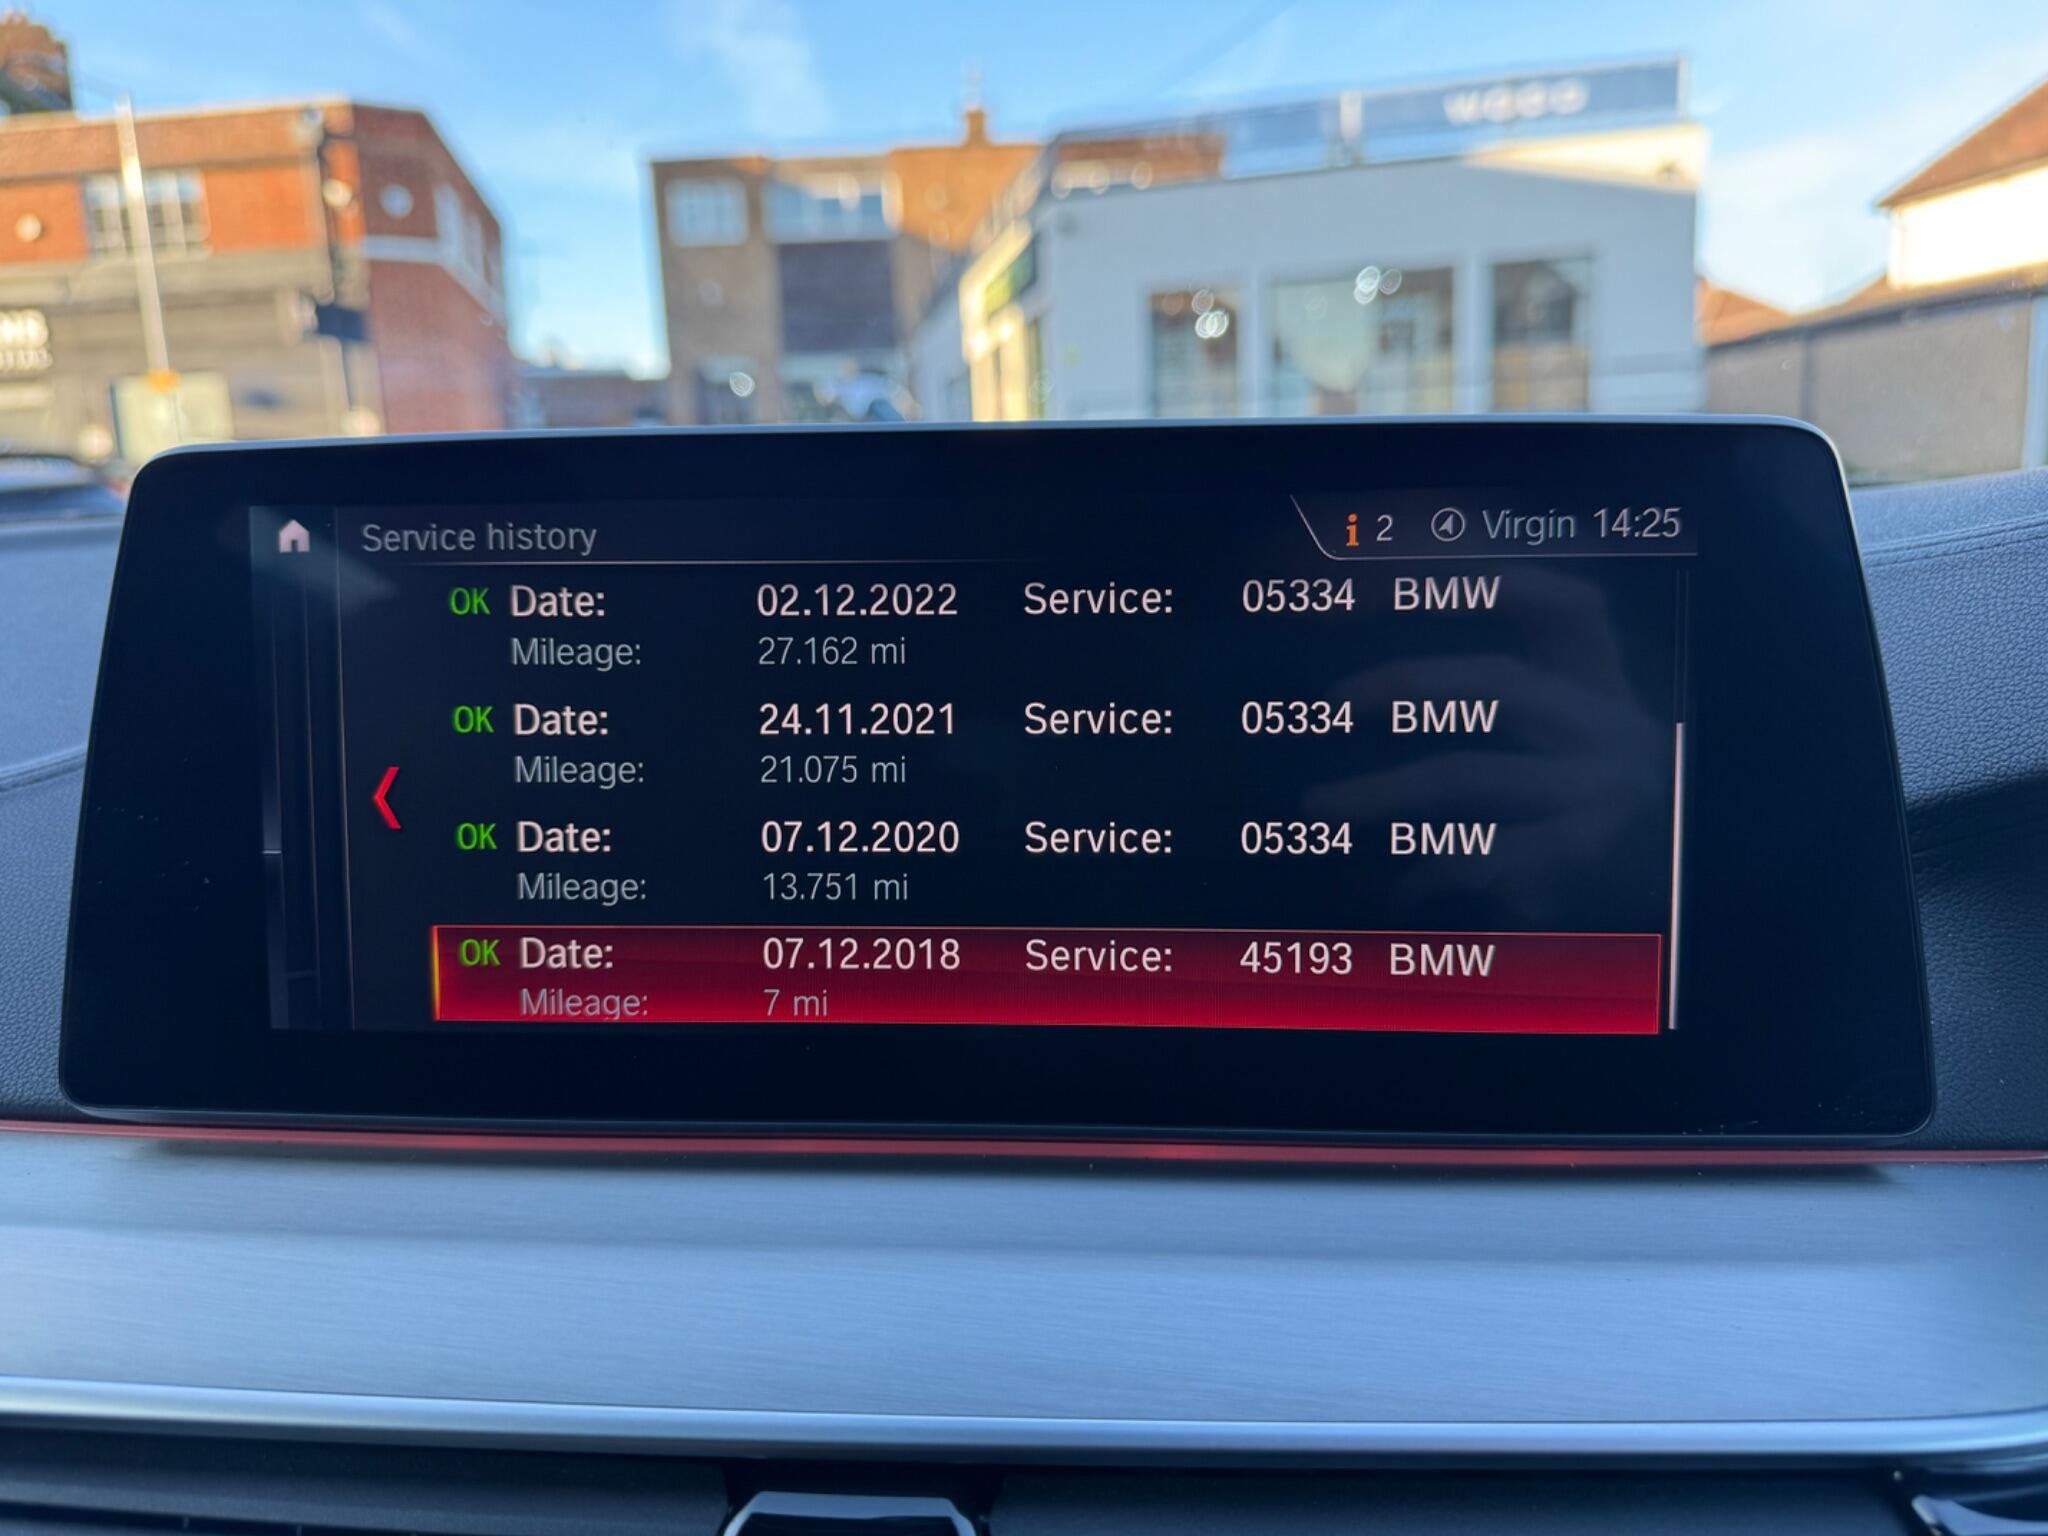 Service history
i 2 Virgin 14:25
OK Date: 02.12.2022 Service: 05334 BMW
Mileage: 27.162 mi
OK Date: 24.11.2021 Service: 05334 BMW
Mileage: 21.075 mi
OK Date: 07.12.2020 Service: 05334 BMW
Mileage: 13.751 mi
OK Date: 07.12.2018 Service: 45193 BMW
Mileage: 7 mi